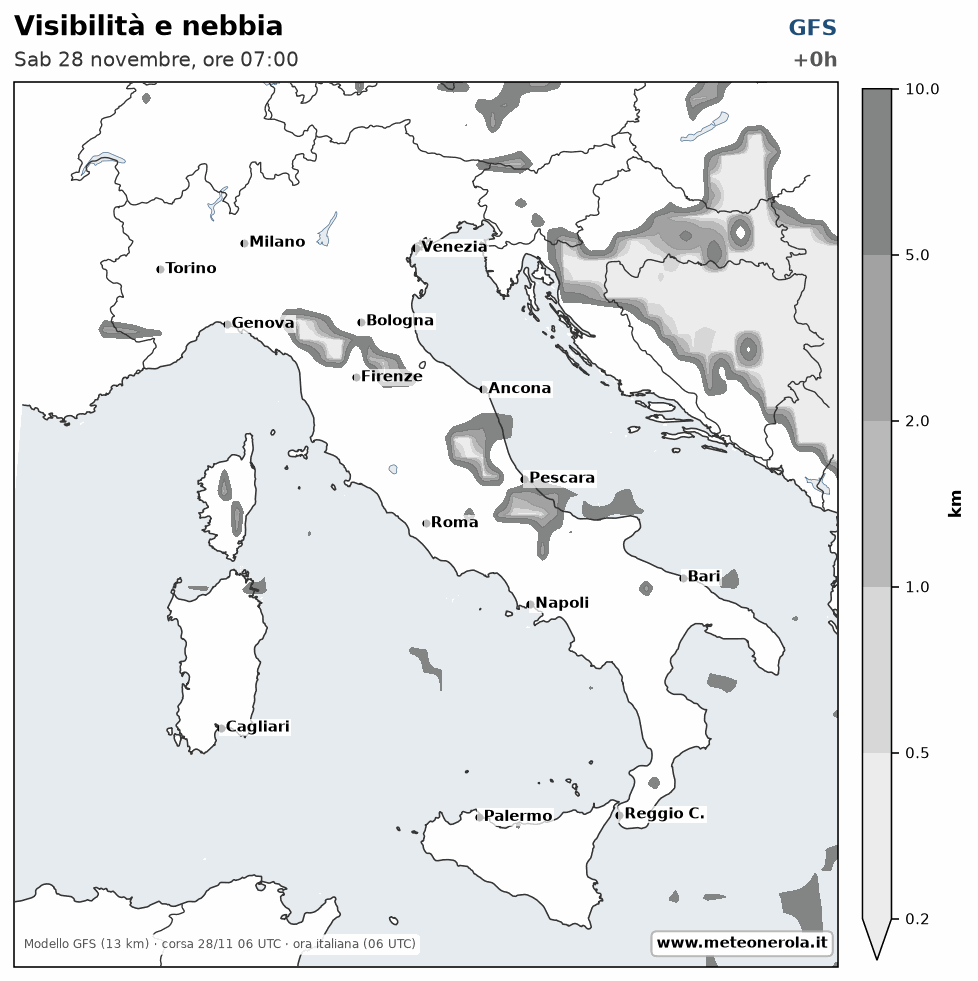 Visibilità e nebbia
GFS
Sab 28 novembre, ore 07:00
+0h
10.0
5.0
2.0
1.0
0.5
0.2
km
Milano
Venezia
Torino
Genova
Bologna
Firenze
Ancona
Pescara
Roma
Bari
Napoli
Cagliari
Palermo
Reggio C.
Modello GFS (13 km) · corsa 28/11 06 UTC · ora italiana (06 UTC)
www.meteonerola.it